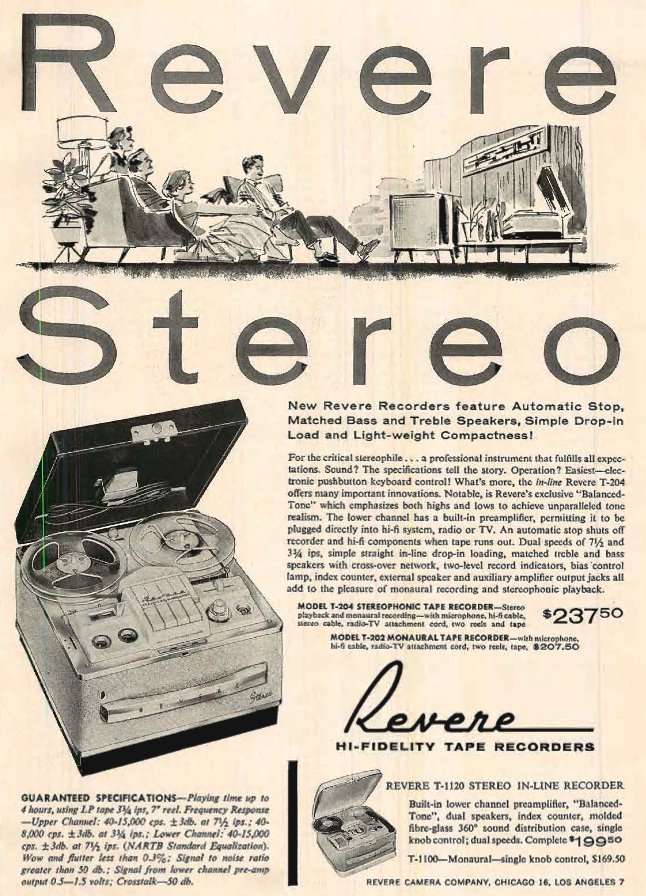 Revere
Stereo
New Revere Recorders feature Automatic Stop,
Matched Bass and Treble Speakers, Simple Drop-in
Load and Light-weight Compactness!
For the critical stereophile . . . a professional instrument that fulfills all expec-
tations. Sound? The specifications tell the story. Operation? Easiest—elec-
tronic pushbutton keyboard control! What's more, the in-line Revere T-204
offers many important innovations. Notable, is Revere's exclusive "Balanced-
Tone" which emphasizes both highs and lows to achieve unparalleled tone
realism. The lower channel has a built-in preamplifier, permitting it to be
plugged directly into hi-fi system, radio or TV. An automatic stop shuts off
recorder and hi-fi components when tape runs out. Dual speeds of 7½ and
3¾ ips, simple straight in-line drop-in loading, matched treble and bass
speakers with cross-over network, two-level record indicators, bias control
lamp, index counter, external speaker and auxiliary amplifier output jacks all
add to the pleasure of monaural recording and stereophonic playback.
MODEL T-204 STEREOPHONIC TAPE RECORDER—Stereo
playback and monaural recording—with microphone, hi-fi cable,
stereo cable, radio-TV attachment cord, two reels and tape
$237 50
MODEL T-202 MONAURAL TAPE RECORDER—with microphone,
hi-fi cable, radio-TV attachment cord, two reels, tape, $207.50
Revere
Stereo
REVERE
Revere
HI-FIDELITY TAPE RECORDERS
GUARANTEED SPECIFICATIONS—Playing time up to
4 hours, using LP tape 3¾ ips, 7" reel. Frequency Response
—Upper Channel: 40-15,000 cps. ±3db. at 7½ ips.; 40-
8,000 cps. ±3db. at 3¾ ips.; Lower Channel: 40-15,000
cps. ±3db. at 7½ ips. (NARTB Standard Equalization).
Wow and flutter less than 0.3%; Signal to noise ratio
greater than 50 db.; Signal from lower channel pre-amp
output 0.5—1.5 volts; Crosstalk—50 db.
REVERE T-1120 STEREO IN-LINE RECORDER
Built-in lower channel preamplifier, "Balanced-
Tone", dual speakers, index counter, molded
fibre-glass 360° sound distribution case, single
knob control; dual speeds. Complete $199 50
T-1100—Monaural—single knob control, $169.50
REVERE CAMERA COMPANY, CHICAGO 16, LOS ANGELES 7